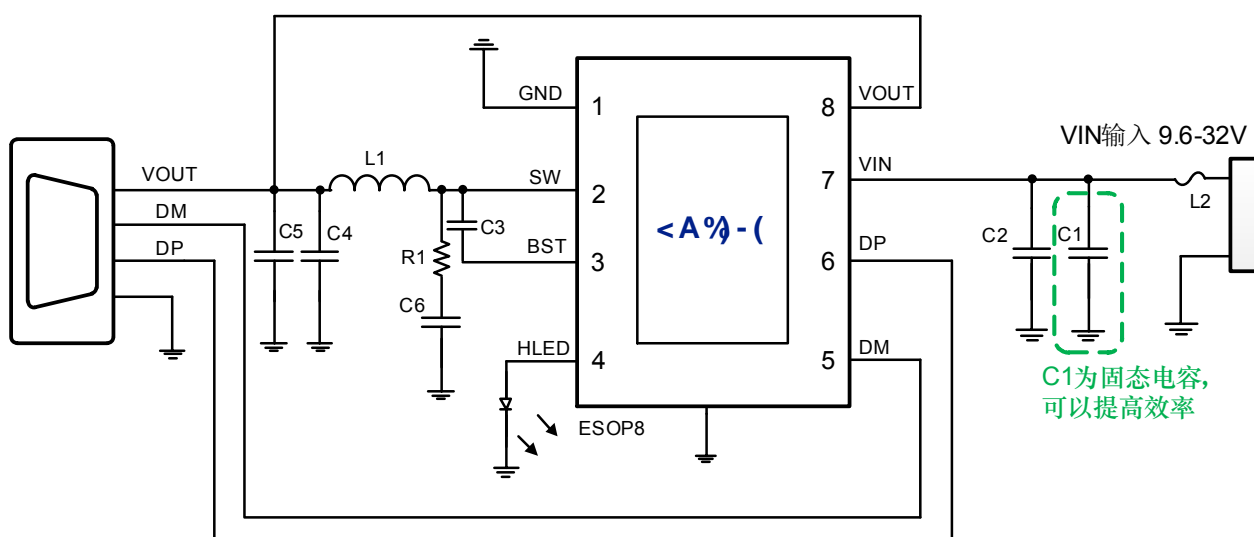 GND
1
8
VOUT
VIN输入 9.6-32V
VOUT
L1
SW
2
7
VIN
L2
DM
C5
C4
C3
<A%)-(
C2
C1
DP
R1
BST
3
6
DP
C6
HLED
4
5
DM
C1为固态电容,
可以提高效率
ESOP8